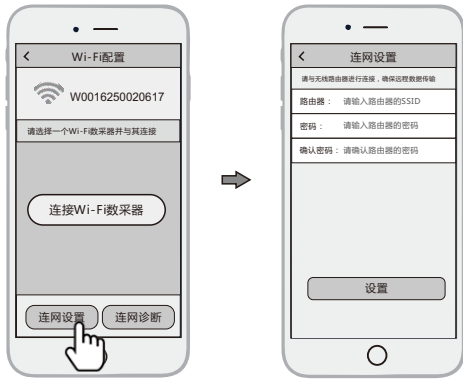 Wi-Fi配置
W0016250020617
请选择一个Wi-Fi数采器并与其连接
连接Wi-Fi数采器
连网设置
连网诊断
连网设置
请与无线路由器进行连接，确保远程数据传输
路由器： 请输入路由器的SSID
密码： 请输入路由器的密码
确认密码： 请确认路由器的密码
设置